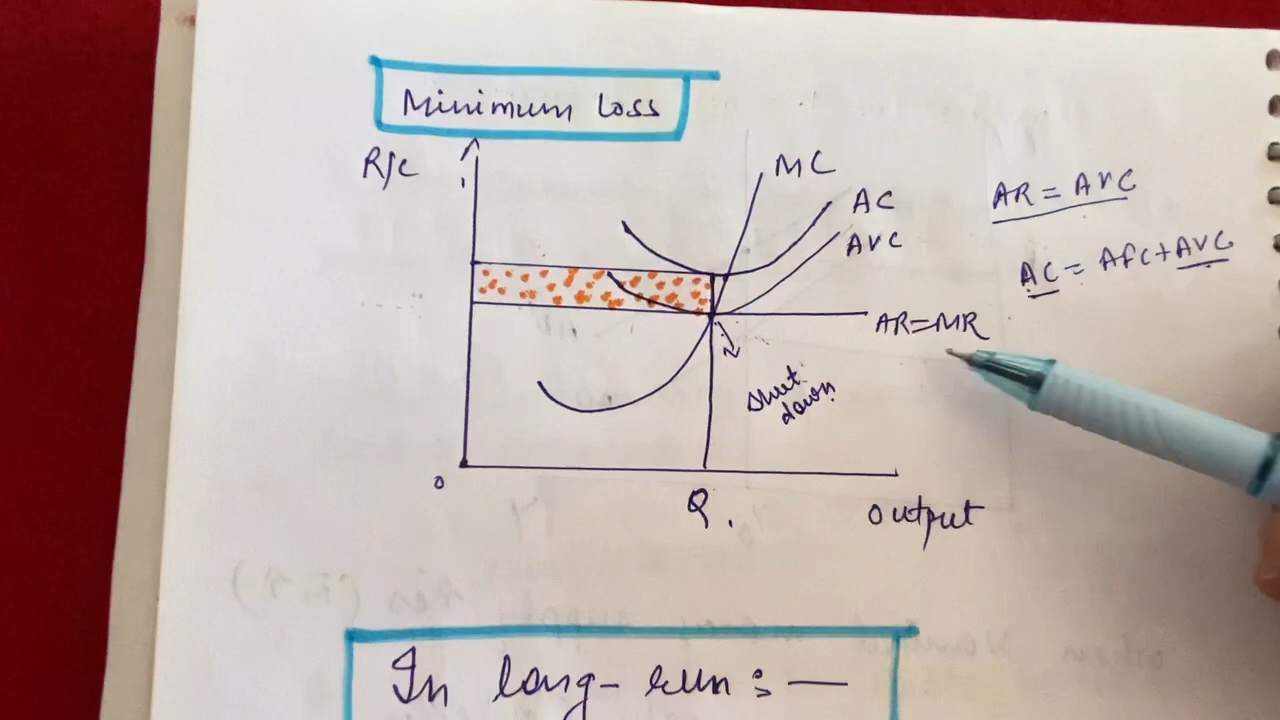 Minimum Loss
R/C
MC
AC
AVC
AR = AVC
AC = AFC + AVC
AR=MR
Shut
down
0
Q.
Output
In long-run :—